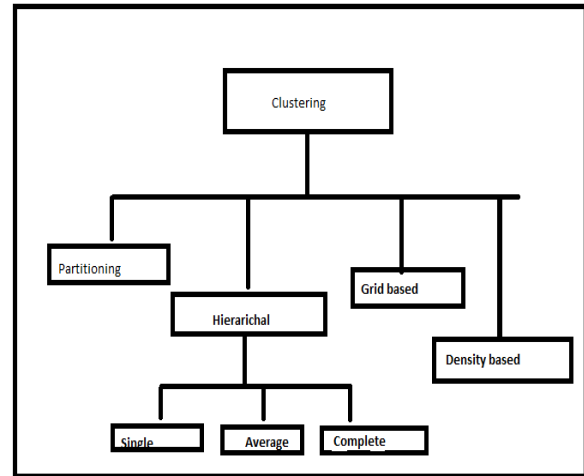 Clustering
Partitioning
Grid based
Hierarichal
Density based
Single
Average
Complete